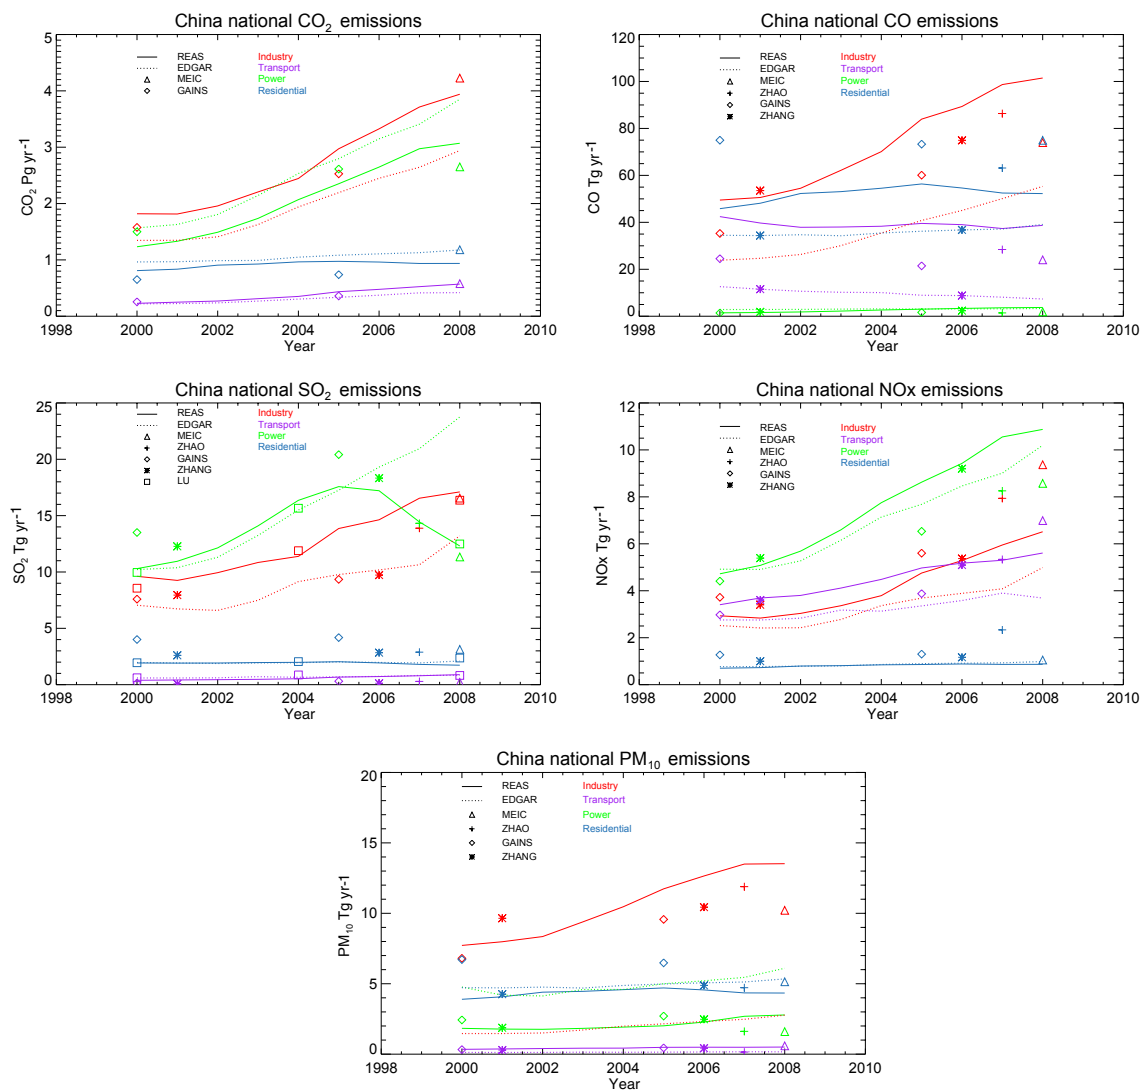 China national CO2 emissions
REAS Industry
EDGAR Transport
MEIC Power
GAINS Residential
CO2 Pg yr-1
5
4
3
2
1
0
1998 2000 2002 2004 2006 2008 2010
Year
China national CO emissions
REAS Industry
EDGAR Transport
MEIC Power
ZHAO Residential
GAINS
ZHANG
CO Tg yr-1
120
100
80
60
40
20
0
1998 2000 2002 2004 2006 2008 2010
Year
China national SO2 emissions
REAS Industry
EDGAR Transport
MEIC Power
ZHAO Residential
GAINS
ZHANG
LU
SO2 Tg yr-1
25
20
15
10
5
0
1998 2000 2002 2004 2006 2008 2010
Year
China national NOx emissions
REAS Industry
EDGAR Transport
MEIC Power
ZHAO Residential
GAINS
ZHANG
NOx Tg yr-1
12
10
8
6
4
2
0
1998 2000 2002 2004 2006 2008 2010
Year
China national PM10 emissions
REAS Industry
EDGAR Transport
MEIC Power
ZHAO Residential
GAINS
ZHANG
PM10 Tg yr-1
20
15
10
5
0
1998 2000 2002 2004 2006 2008 2010
Year